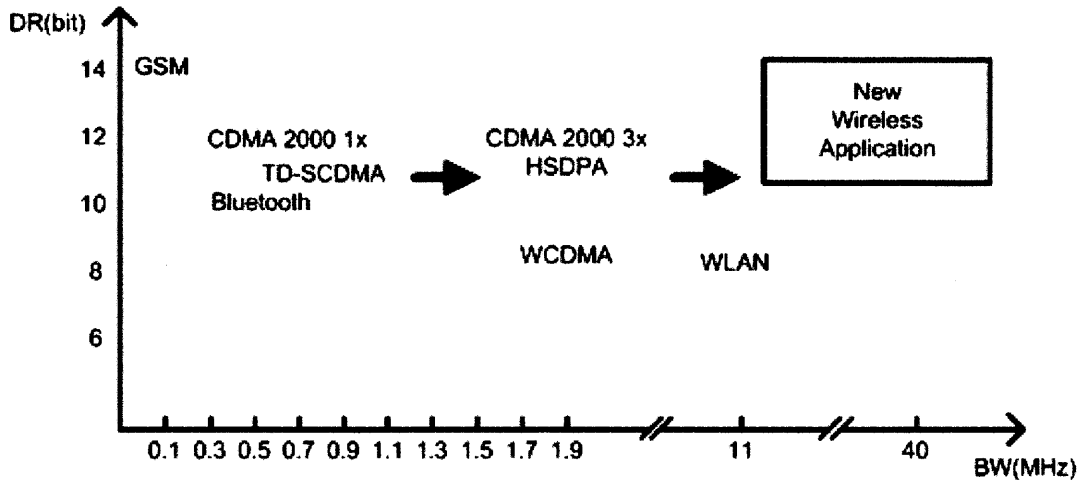 DR(bit)
14
GSM
New
Wireless
Application
12
CDMA 2000 1x
CDMA 2000 3x
TD-SCDMA
HSDPA
10
Bluetooth
WCDMA
WLAN
8
6
0.1 0.3 0.5 0.7 0.9 1.1 1.3 1.5 1.7 1.9 11 40
BW(MHz)